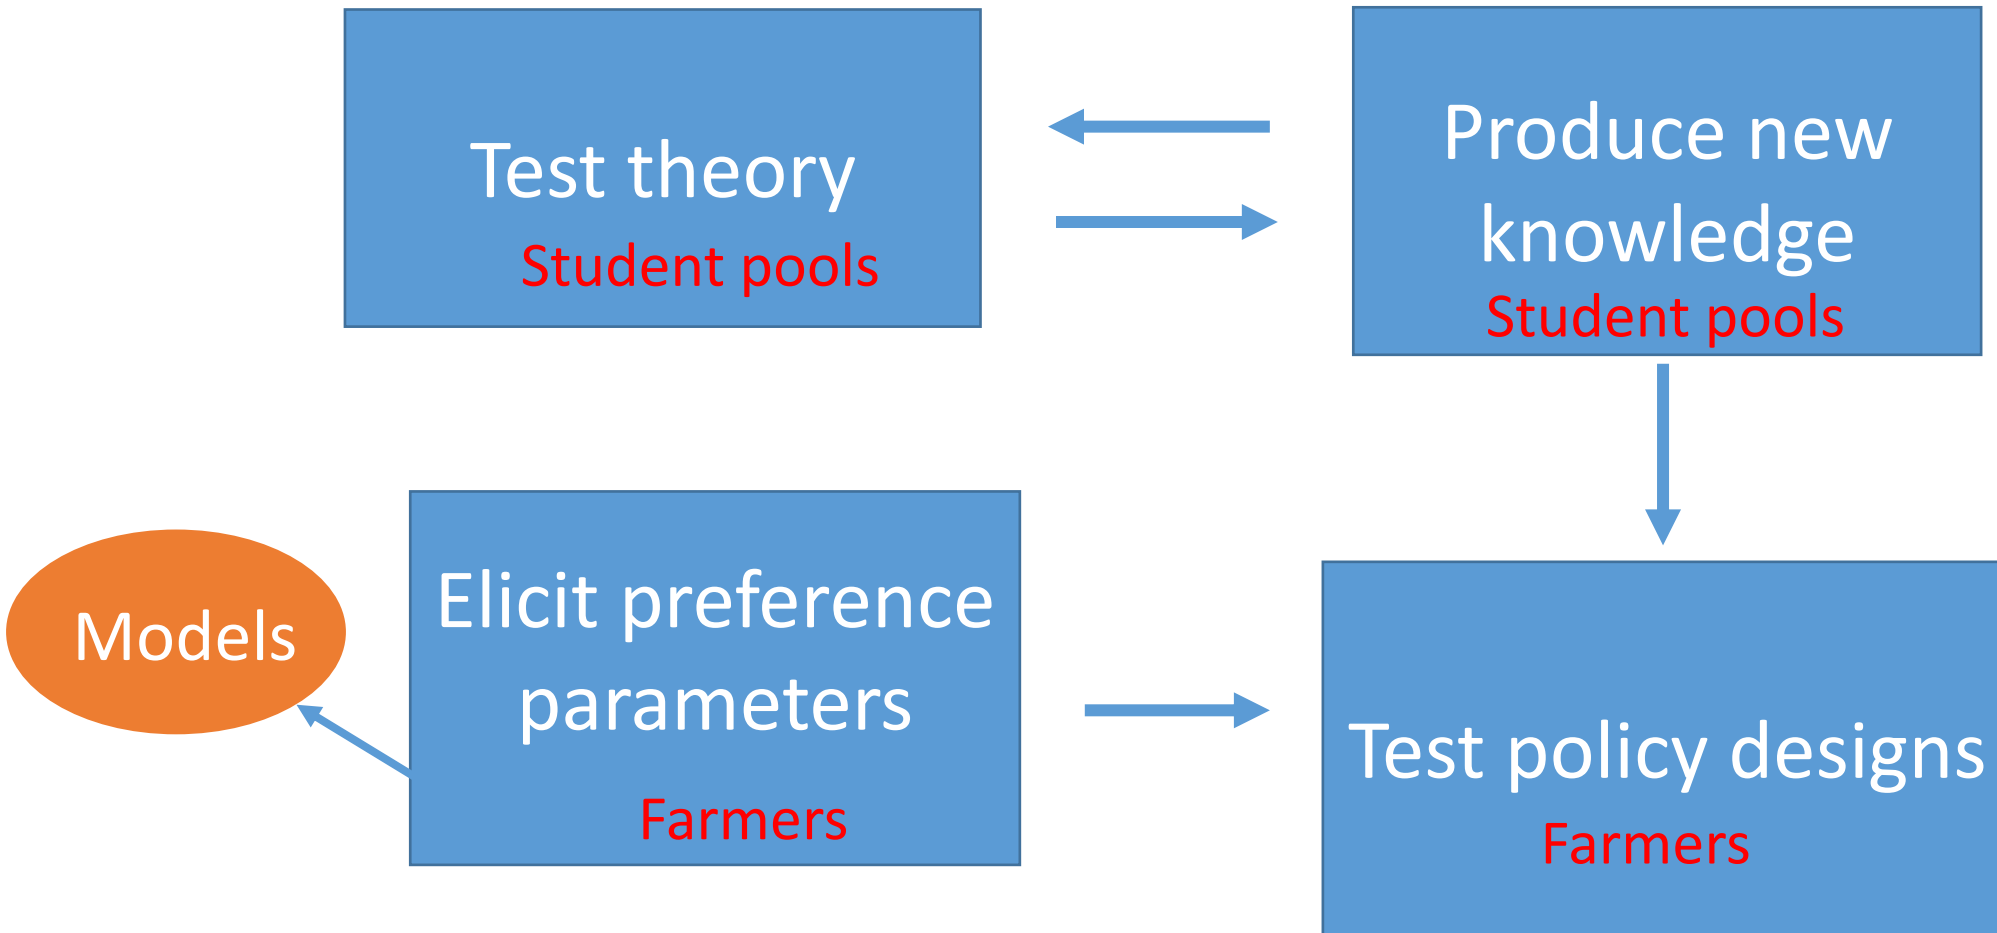 Test theory
Student pools
Produce new
knowledge
Student pools
Models
Elicit preference
parameters
Farmers
Test policy designs
Farmers